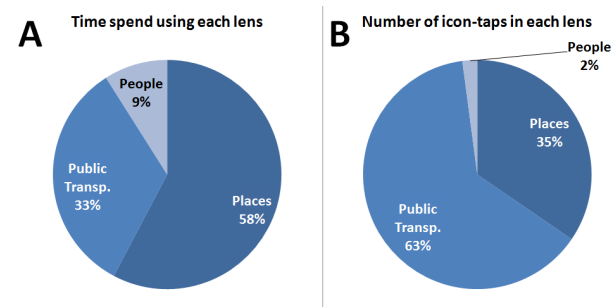 A
Time spend using each lens
People
9%
Public
Transp.
33%
Places
58%
B
Number of icon-taps in each lens
People
2%
Places
35%
Public
Transp.
63%